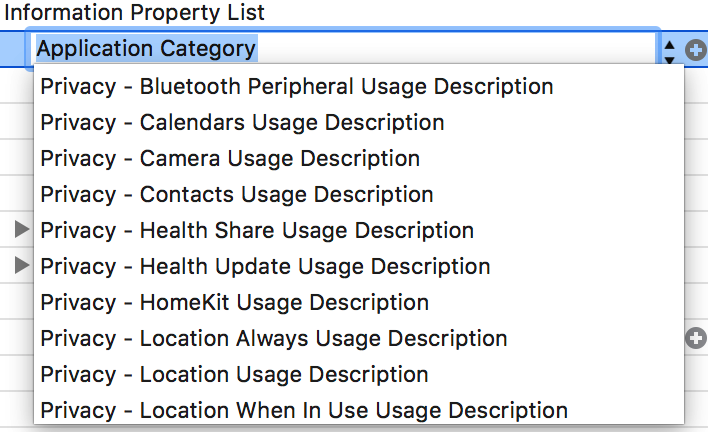 Information Property List
Application Category
Privacy - Bluetooth Peripheral Usage Description
Privacy - Calendars Usage Description
Privacy - Camera Usage Description
Privacy - Contacts Usage Description
Privacy - Health Share Usage Description
Privacy - Health Update Usage Description
Privacy - HomeKit Usage Description
Privacy - Location Always Usage Description
Privacy - Location Usage Description
Privacy - Location When In Use Usage Description